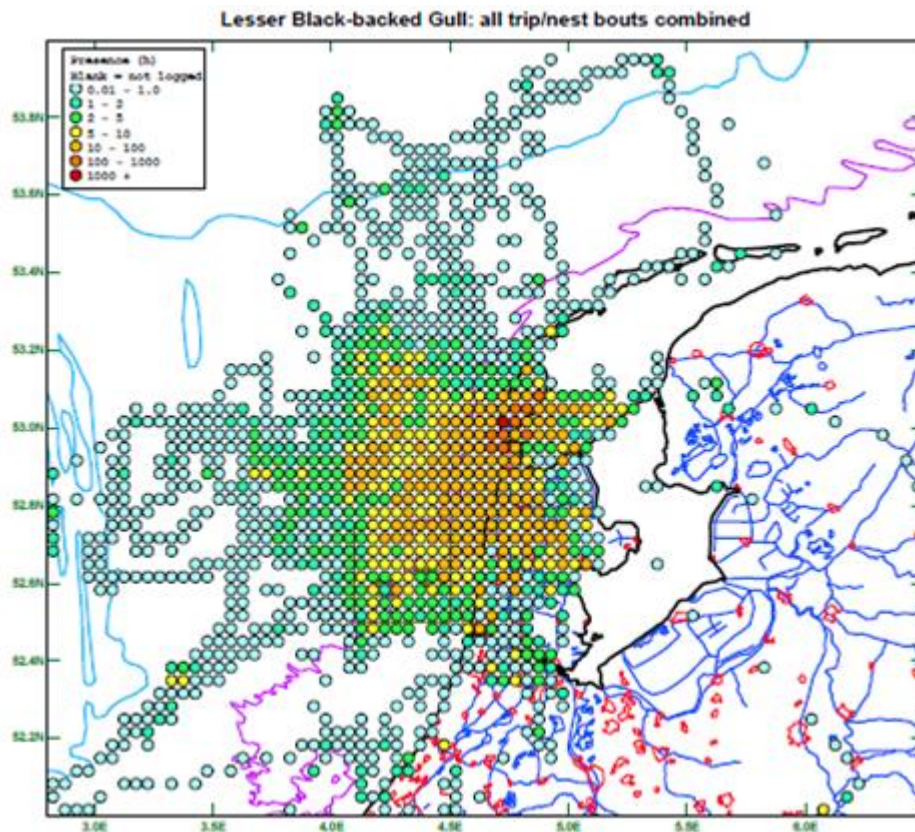 Lesser Black-backed Gull: all trip/nest bouts combined
Presence (h)
Blank = not logged
0.01 - 1.0
1 - 2
2 - 5
5 - 10
10 - 100
100 - 1000
1000 +
53.8N
53.6N
53.4N
53.2N
53.0N
52.8N
52.6N
52.4N
52.2N
3.0E 3.5E 4.0E 4.5E 5.0E 5.5E 6.0E